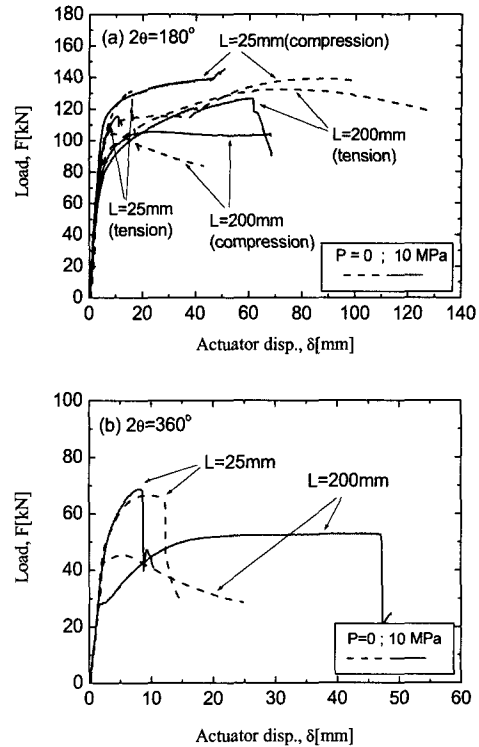 (a) 2θ=180°
L=25mm(compression)
L=200mm
(tension)
L=25mm
(tension)
L=200mm
(compression)
P = 0 ; 10 MPa
Load, F[kN]
180
160
140
120
100
80
60
40
20
0
0 20 40 60 80 100 120 140
Actuator disp., δ[mm]
(b) 2θ=360°
L=25mm
L=200mm
P=0 ; 10 MPa
Load, F[kN]
100
80
60
40
20
0
0 10 20 30 40 50 60
Actuator disp., δ[mm]